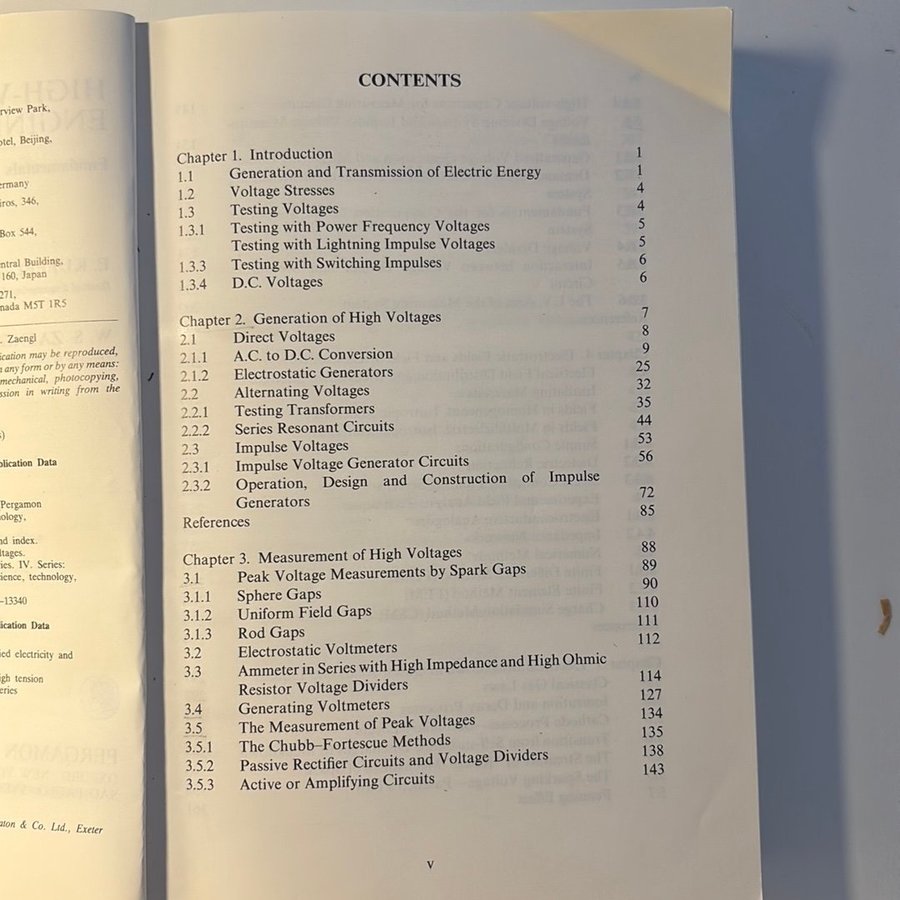 rview Park,
otel, Beijing,
ermany
iros, 346,
Box 544,
entral Building,
160, Japan
271,
nada M5T 1R5
. Zaengl
ication may be reproduced,
any form or by any means:
mechanical, photocopying,
ssion in writing from the
s)
olication Data
Pergamon
ology,
nd index.
ltages.
ies. IV. Series:
ience, technology,
–13340
ication Data
ied electricity and
igh tension
eries
aton & Co. Ltd., Exeter
CONTENTS
Chapter 1. Introduction 1
1.1 Generation and Transmission of Electric Energy 1
1.2 Voltage Stresses 4
1.3 Testing Voltages 4
1.3.1 Testing with Power Frequency Voltages 5
Testing with Lightning Impulse Voltages 5
1.3.3 Testing with Switching Impulses 6
1.3.4 D.C. Voltages 6
Chapter 2. Generation of High Voltages 7
2.1 Direct Voltages 8
2.1.1 A.C. to D.C. Conversion 9
2.1.2 Electrostatic Generators 25
2.2 Alternating Voltages 32
2.2.1 Testing Transformers 35
2.2.2 Series Resonant Circuits 44
2.3 Impulse Voltages 53
2.3.1 Impulse Voltage Generator Circuits 56
2.3.2 Operation, Design and Construction of Impulse
Generators 72
References 85
Chapter 3. Measurement of High Voltages 88
3.1 Peak Voltage Measurements by Spark Gaps 89
3.1.1 Sphere Gaps 90
3.1.2 Uniform Field Gaps 110
3.1.3 Rod Gaps 111
3.2 Electrostatic Voltmeters 112
3.3 Ammeter in Series with High Impedance and High Ohmic
Resistor Voltage Dividers 114
3.4 Generating Voltmeters 127
3.5 The Measurement of Peak Voltages 134
3.5.1 The Chubb–Fortescue Methods 135
3.5.2 Passive Rectifier Circuits and Voltage Dividers 138
3.5.3 Active or Amplifying Circuits 143
v